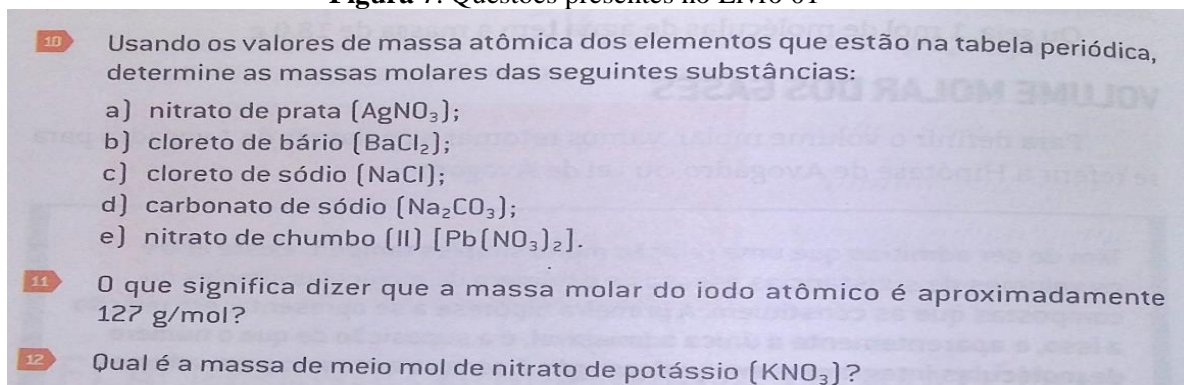 Figura 7: Questões presentes no Livro 01
10 Usando os valores de massa atômica dos elementos que estão na tabela periódica,
determine as massas molares das seguintes substâncias:
a) nitrato de prata (AgNO₃);
b) cloreto de bário (BaCl₂);
c) cloreto de sódio (NaCl);
d) carbonato de sódio (Na₂CO₃);
e) nitrato de chumbo (II) [Pb(NO₃)₂].
11 O que significa dizer que a massa molar do iodo atômico é aproximadamente
127 g/mol?
12 Qual é a massa de meio mol de nitrato de potássio (KNO₃)?